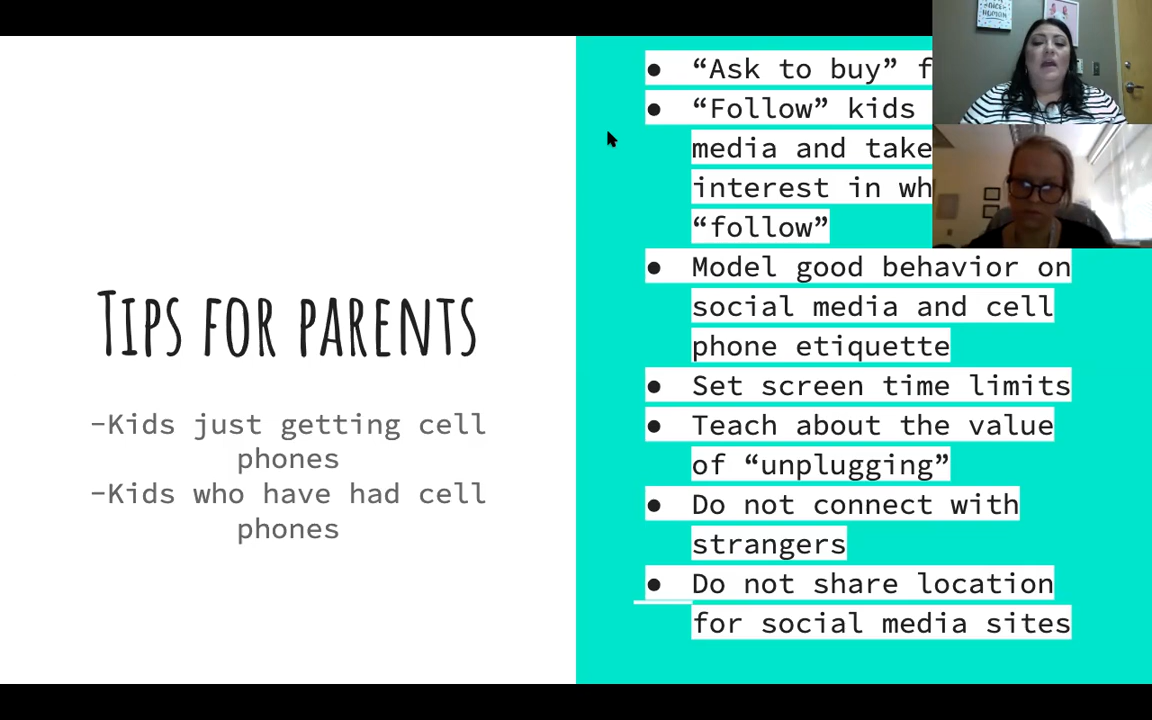 TIPS FOR PARENTS
-Kids just getting cell
phones
-Kids who have had cell
phones
● “Ask to buy” f
● “Follow” kids
media and take
interest in wh
“follow”
● Model good behavior on
social media and cell
phone etiquette
● Set screen time limits
● Teach about the value
of “unplugging”
● Do not connect with
strangers
● Do not share location
for social media sites